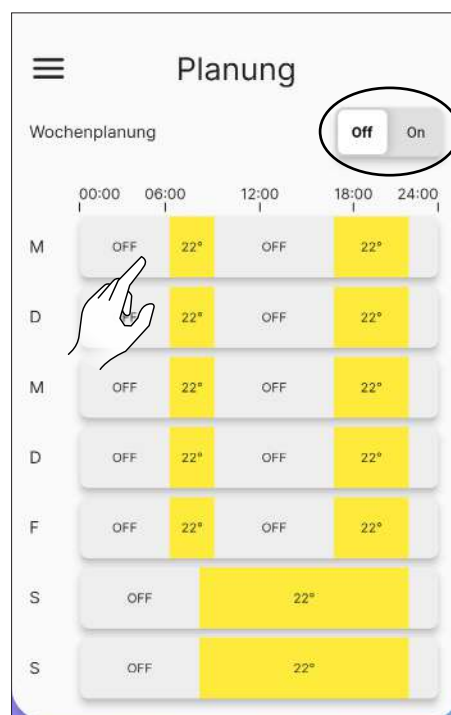 Planung
Wochenplanung Off On
00:00 06:00 12:00 18:00 24:00
M OFF 22° OFF 22°
D FF 22° OFF 22°
M OFF 22° OFF 22°
D OFF 22° OFF 22°
F OFF 22° OFF 22°
S OFF 22°
S OFF 22°